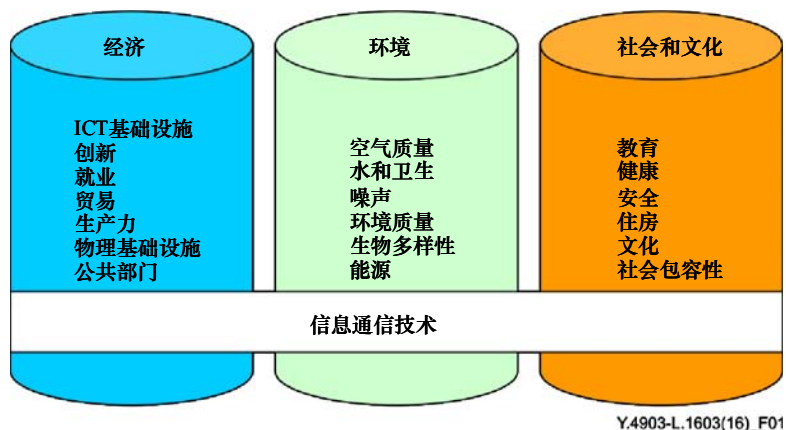 经济
ICT基础设施
创新
就业
贸易
生产力
物理基础设施
公共部门
环境
空气质量
水和卫生
噪声
环境质量
生物多样性
能源
社会和文化
教育
健康
安全
住房
文化
社会包容性
信息通信技术
Y.4903-L.1603(16)_F01